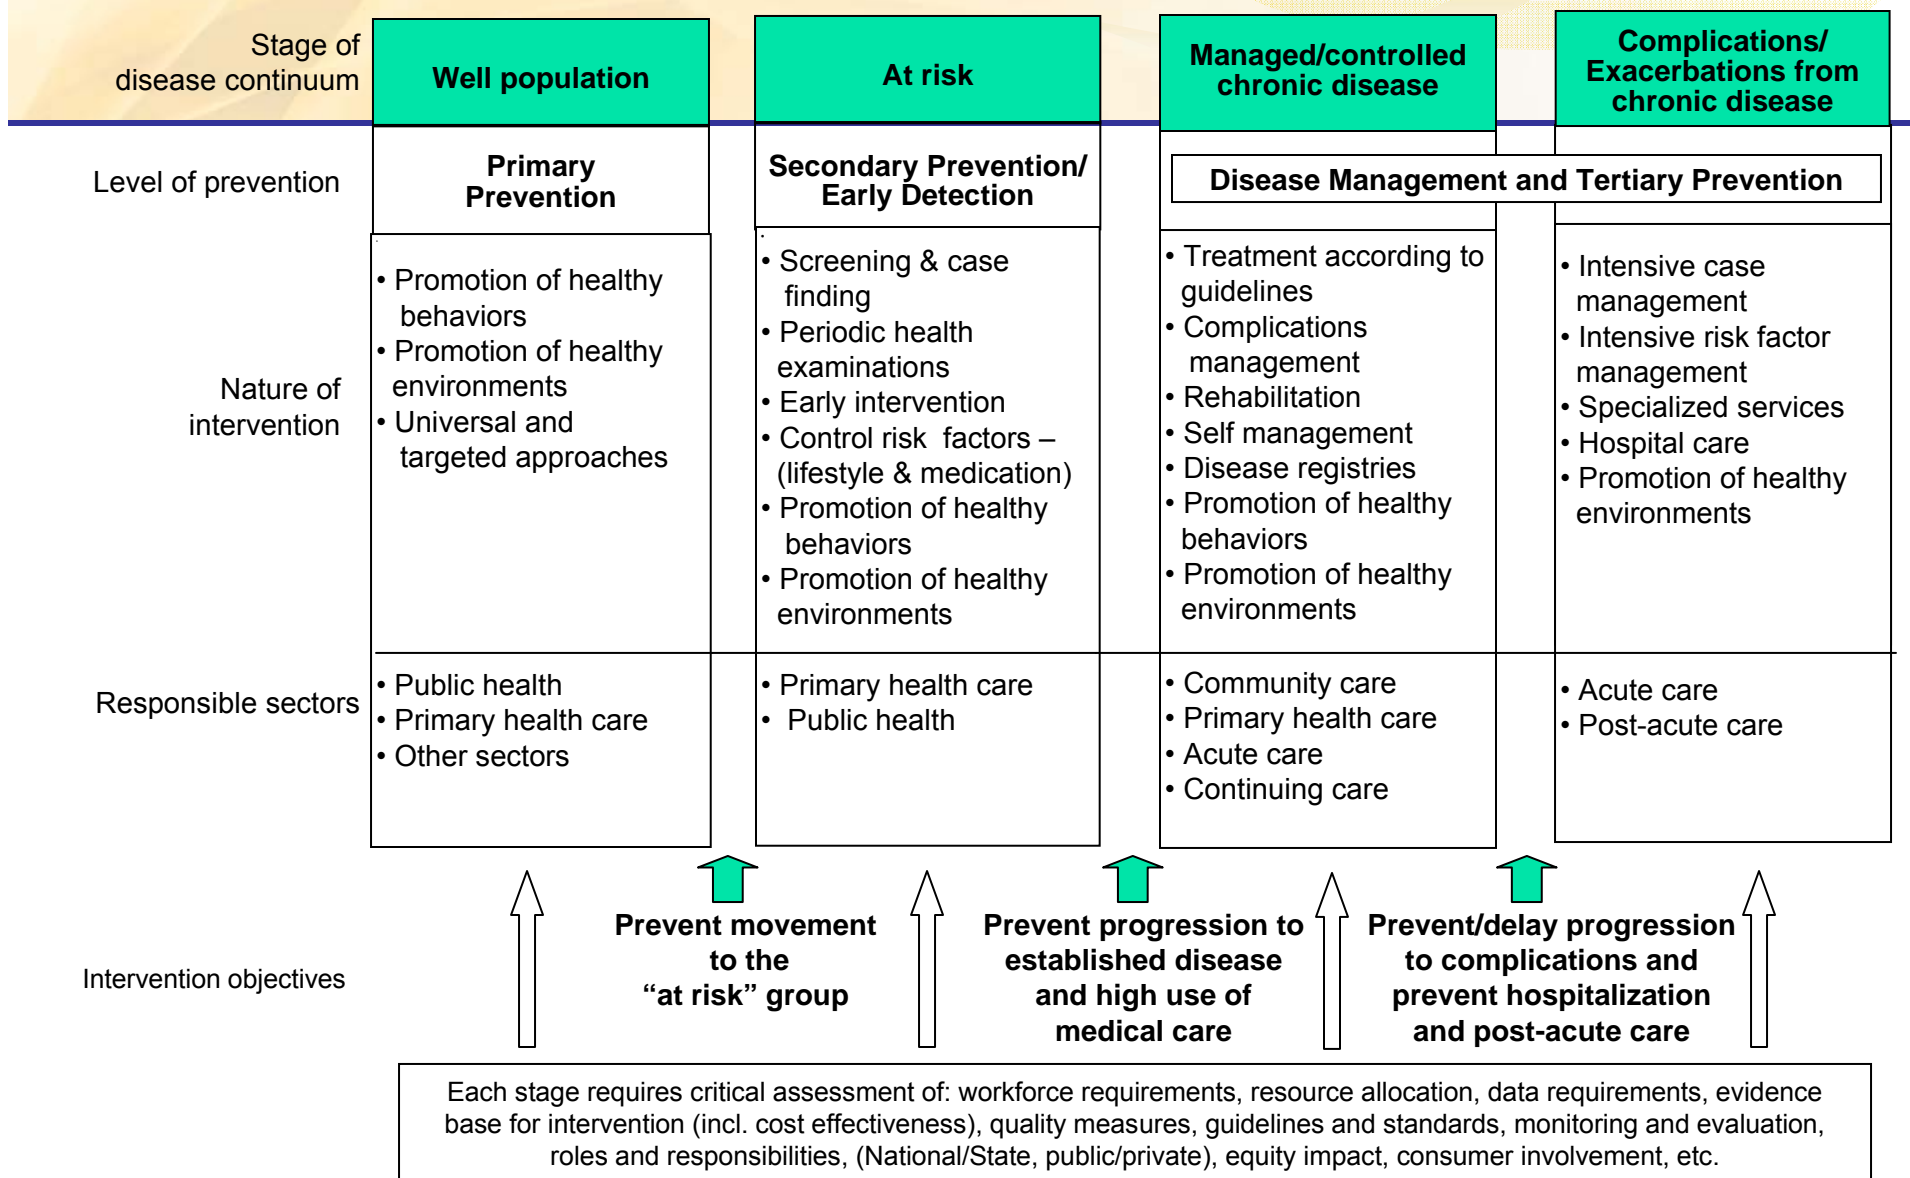 Stage of
disease continuum
Well population
At risk
Managed/controlled
chronic disease
Complications/
Exacerbations from
chronic disease
Level of prevention
Primary
Prevention
Secondary Prevention/
Early Detection
Disease Management and Tertiary Prevention
Nature of
intervention
• Promotion of healthy
behaviors
• Promotion of healthy
environments
• Universal and
targeted approaches
• Screening & case
finding
• Periodic health
examinations
• Early intervention
• Control risk factors –
(lifestyle & medication)
• Promotion of healthy
behaviors
• Promotion of healthy
environments
• Treatment according to
guidelines
• Complications
management
• Rehabilitation
• Self management
• Disease registries
• Promotion of healthy
behaviors
• Promotion of healthy
environments
• Intensive case
management
• Intensive risk factor
management
• Specialized services
• Hospital care
• Promotion of healthy
environments
Responsible sectors
• Public health
• Primary health care
• Other sectors
• Primary health care
• Public health
• Community care
• Primary health care
• Acute care
• Continuing care
• Acute care
• Post-acute care
Intervention objectives
Prevent movement
to the
“at risk” group
Prevent progression to
established disease
and high use of
medical care
Prevent/delay progression
to complications and
prevent hospitalization
and post-acute care
Each stage requires critical assessment of: workforce requirements, resource allocation, data requirements, evidence
base for intervention (incl. cost effectiveness), quality measures, guidelines and standards, monitoring and evaluation,
roles and responsibilities, (National/State, public/private), equity impact, consumer involvement, etc.